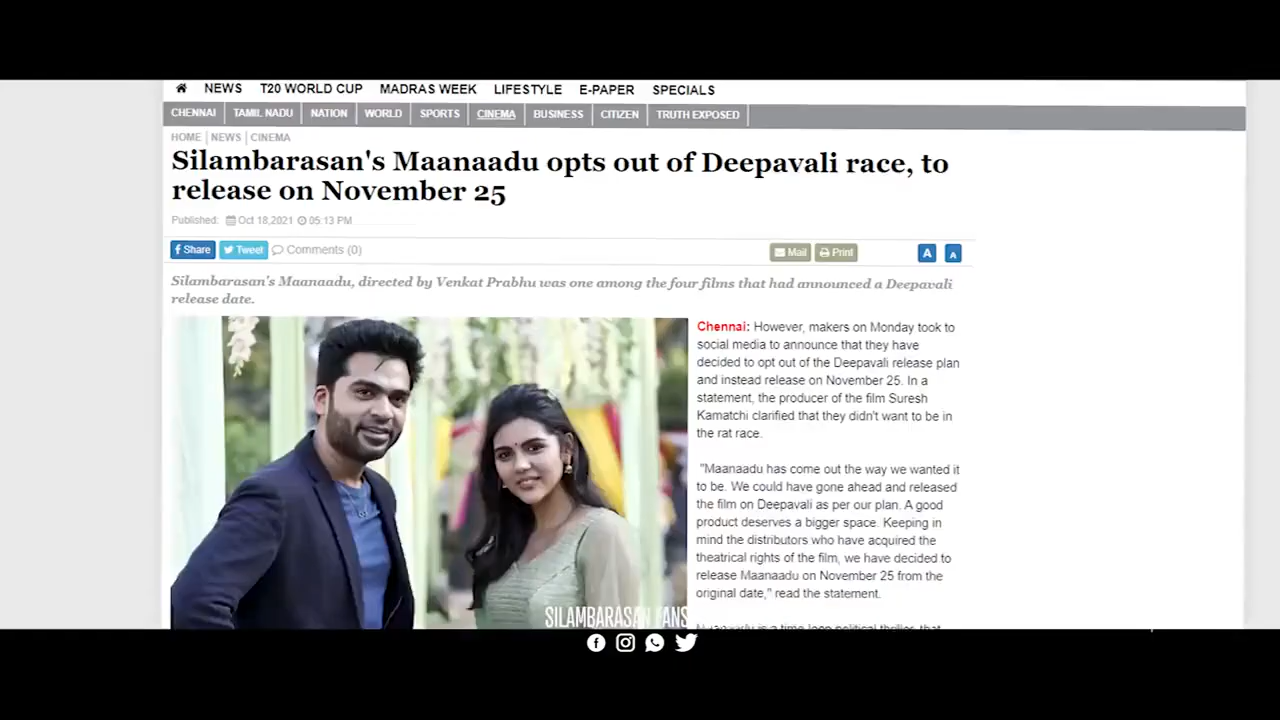 NEWS T20 WORLD CUP MADRAS WEEK LIFESTYLE E-PAPER SPECIALS
CHENNAI TAMIL NADU NATION WORLD SPORTS CINEMA BUSINESS CITIZEN TRUTH EXPOSED
HOME NEWS CINEMA
Silambarasan's Maanaadu opts out of Deepavali race, to
release on November 25
Published: Oct 18,2021 05:13 PM
Share Tweet Comments (0) Mail Print A A
Silambarasan's Maanaadu, directed by Venkat Prabhu was one among the four films that had announced a Deepavali
release date.
Chennai: However, makers on Monday took to
social media to announce that they have
decided to opt out of the Deepavali release plan
and instead release on November 25. In a
statement, the producer of the film Suresh
Kamatchi clarified that they didn't want to be in
the rat race.
"Maanaadu has come out the way we wanted it
to be. We could have gone ahead and released
the film on Deepavali as per our plan. A good
product deserves a bigger space. Keeping in
mind the distributors who have acquired the
theatrical rights of the film, we have decided to
release Maanaadu on November 25 from the
original date," read the statement.
Maanaadu is a time loop political thriller that
SILAMBARASAN FANS